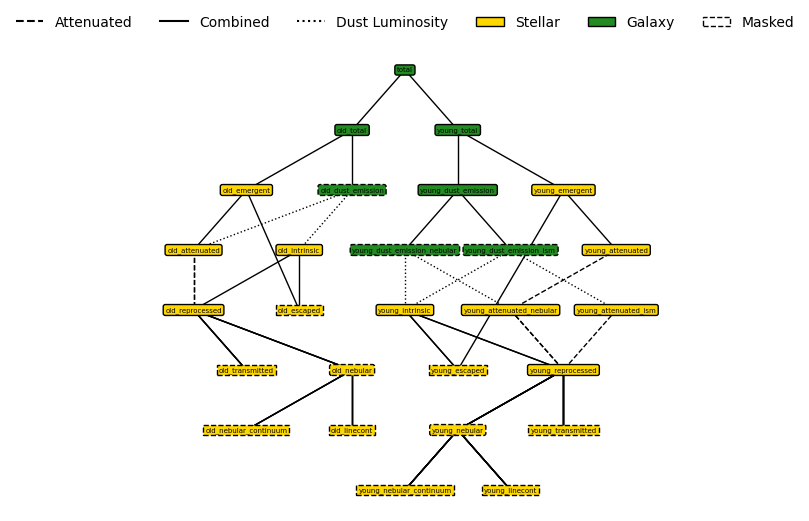 Attenuated Combined Dust Luminosity Stellar Galaxy Masked
total
old_total young_total
old_emergent old_dust_emission young_dust_emission young_emergent
old_attenuated old_intrinsic young_dust_emission_nebular young_dust_emission_ism young_attenuated
old_reprocessed old_escaped young_intrinsic young_attenuated_nebular young_attenuated_ism
old_transmitted old_nebular young_escaped young_reprocessed
old_nebular_continuum old_linecont young_nebular young_transmitted
young_nebular_continuum young_linecont